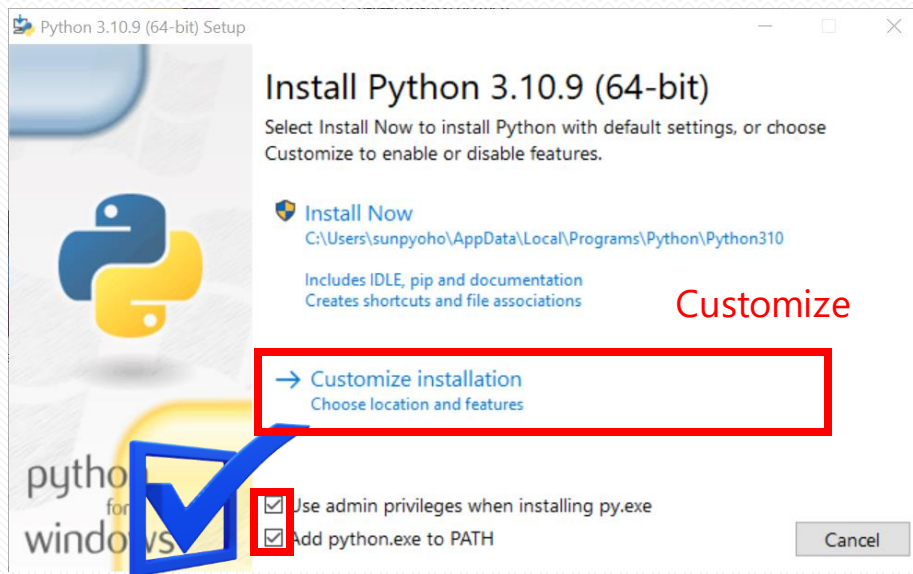 Python 3.10.9 (64-bit) Setup
Install Python 3.10.9 (64-bit)
Select Install Now to install Python with default settings, or choose
Customize to enable or disable features.
Install Now
C:\Users\sunpyoho\AppData\Local\Programs\Python\Python310
Includes IDLE, pip and documentation
Creates shortcuts and file associations
Customize
Customize installation
Choose location and features
Use admin privileges when installing py.exe
Add python.exe to PATH
Cancel
pytho
for
windows